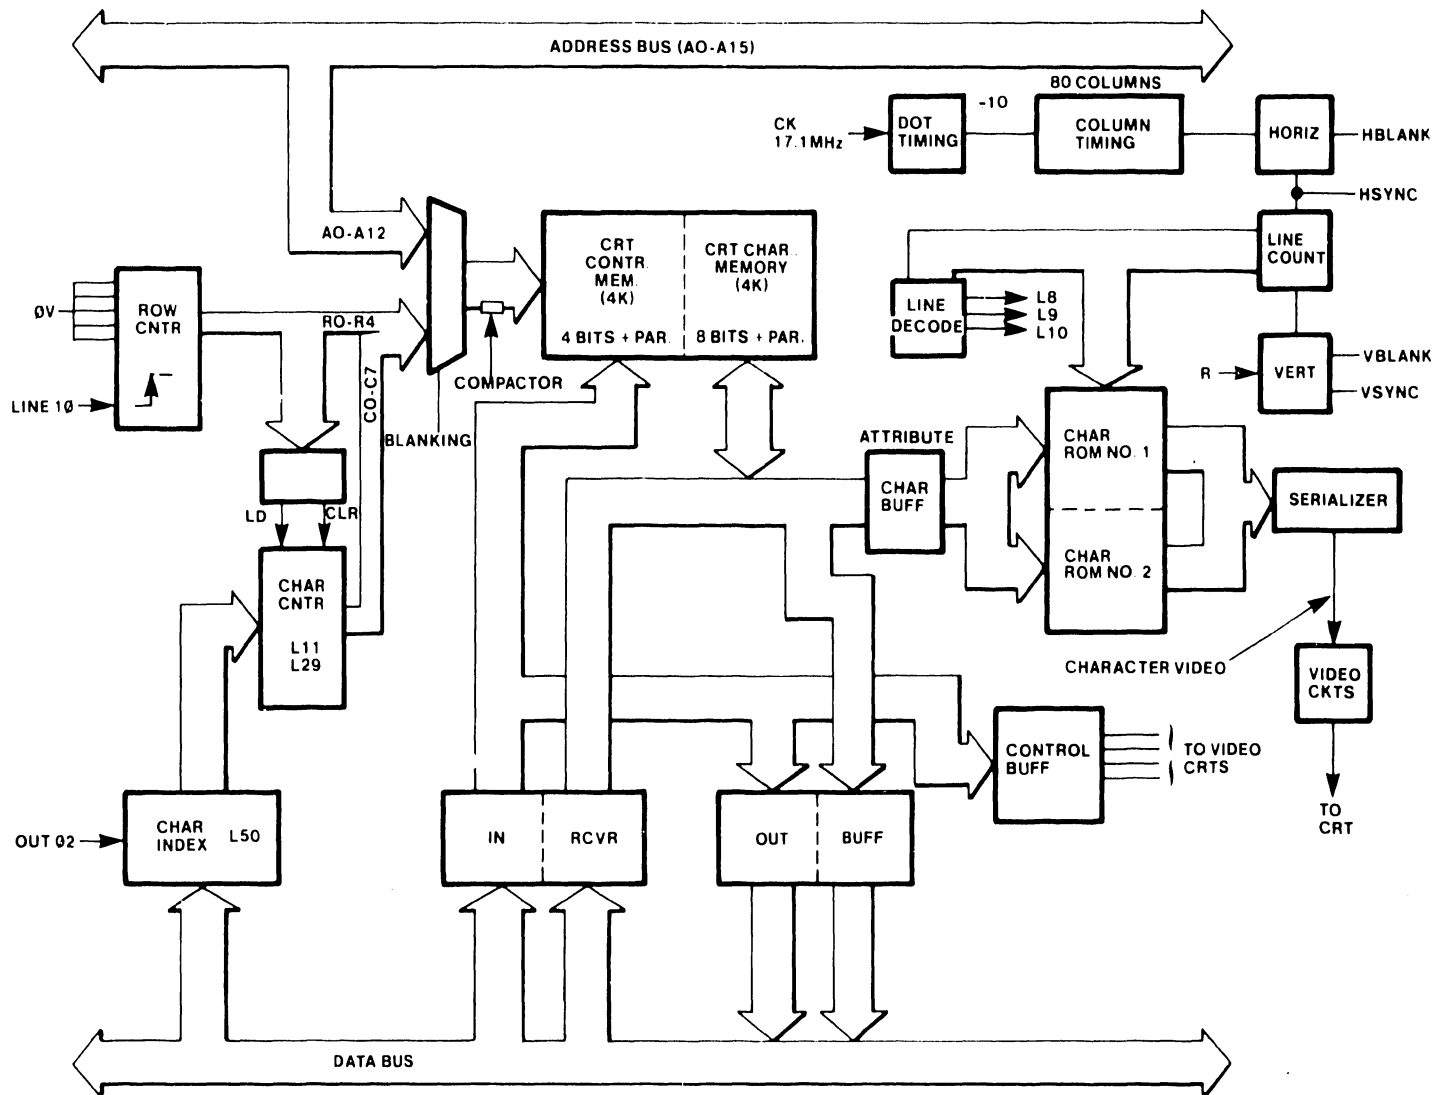 ADDRESS BUS (AO-A15)
80 COLUMNS
-10
CK
17.1MHz
DOT
TIMING
COLUMN
TIMING
HORIZ
HBLANK
HSYNC
AO-A12
CRT
CONTR.
MEM.
(4K)
CRT CHAR.
MEMORY
(4K)
4 BITS + PAR.
8 BITS + PAR.
LINE
COUNT
LINE
DECODE
L8
L9
L10
ØV
ROW
CNTR
RO-R4
LINE 1Ø
CO-C7
COMPACTOR
BLANKING
R
VERT
VBLANK
VSYNC
ATTRIBUTE
CHAR
BUFF
CHAR
ROM NO. 1
CHAR
ROM NO. 2
SERIALIZER
LD
CLR
CHAR
CNTR
L11
L29
CHARACTER VIDEO
VIDEO
CKTS
CONTROL
BUFF
TO VIDEO
CRTS
TO
CRT
OUT 02
CHAR
INDEX
L50
IN
RCVR
OUT
BUFF
DATA BUS